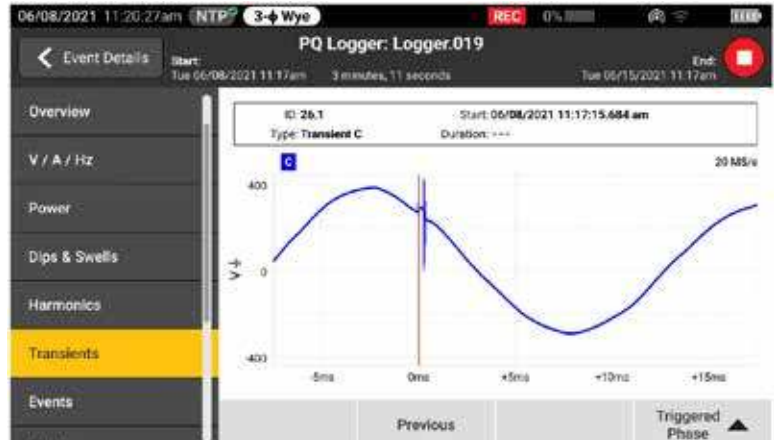 06/08/2021 11:20:27am NTP 3-ϕ Wye REC 0%
Event Details
PQ Logger: Logger.019
Start: End:
Tue 06/08/2021 11:17am 3 minutes, 11 seconds Tue 06/15/2021 11:17am
Overview
V / A / Hz
Power
Dips & Swells
Harmonics
Transients
Events
ID: 26.1 Start: 06/08/2021 11:17:15.684 am
Type: Transient C Duration: ---
C
20 MS/s
400
V
0
-400
-5ms 0ms +5ms +10ms +15ms
Previous
Triggered
Phase